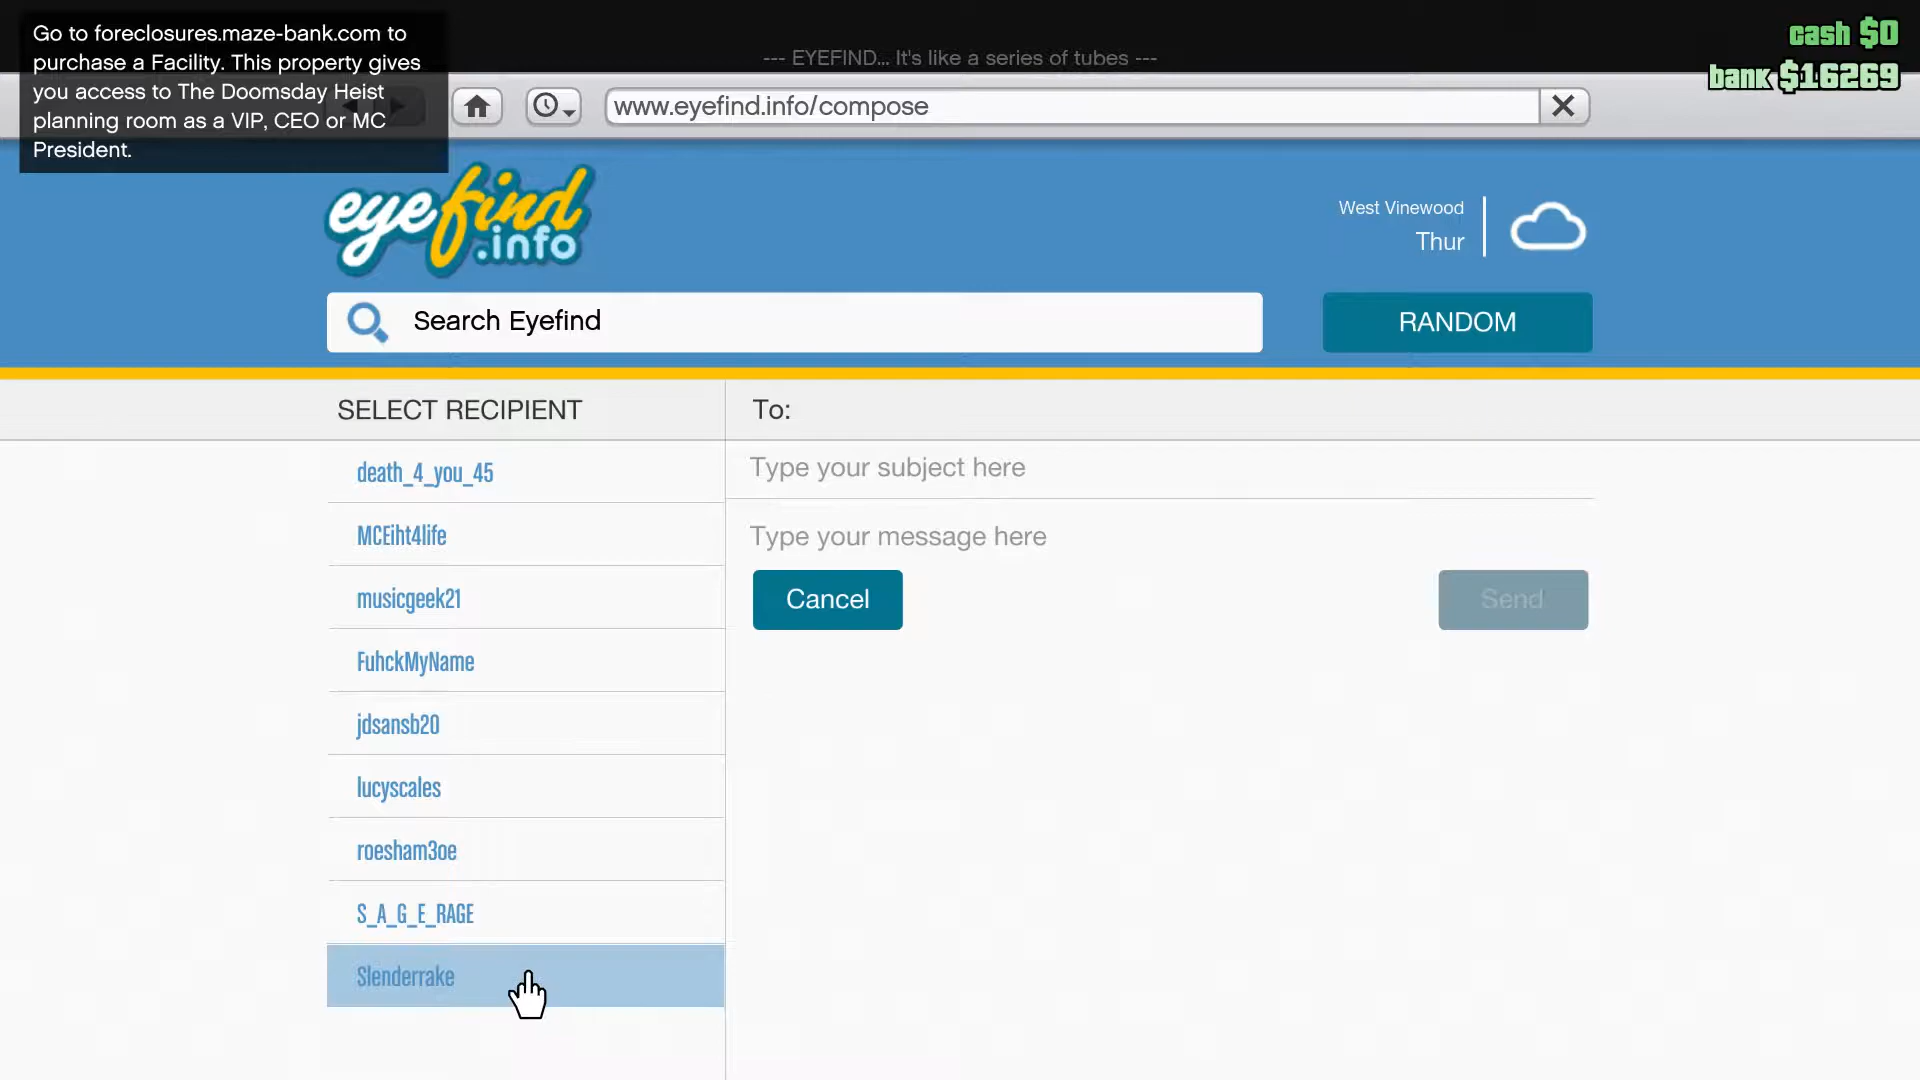 Go to foreclosures.maze-bank.com to
purchase a Facility. This property gives
you access to The Doomsday Heist
planning room as a VIP, CEO or MC
President.
--- EYEFIND... It's like a series of tubes ---
cash $0
bank $16269
www.eyefind.info/compose
eyefind
.info
West Vinewood
Thur
Search Eyefind
RANDOM
SELECT RECIPIENT
To:
death_4_you_45
Type your subject here
MCEiht4life
Type your message here
musicgeek21
Cancel
Send
FuhckMyName
jdsansb20
lucyscales
roesham3oe
S_A_G_E_RAGE
Slenderrake